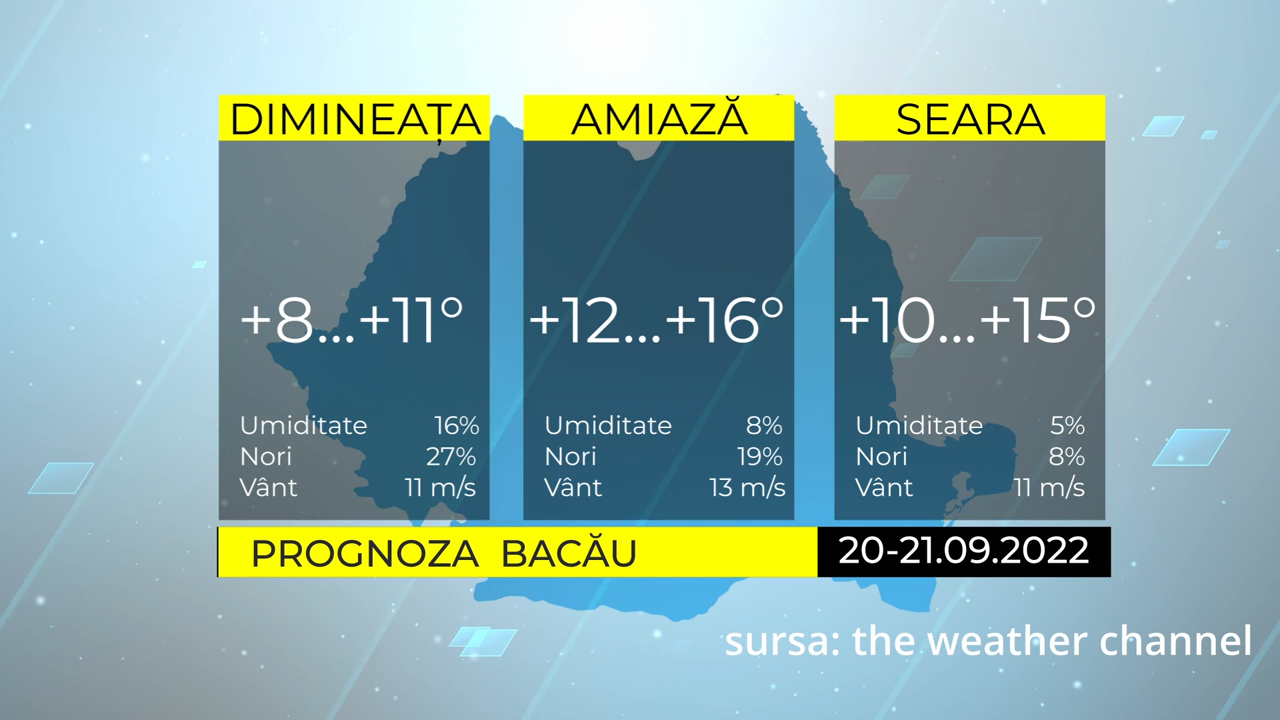 DIMINEAȚA
+8...+11°
Umiditate 16%
Nori 27%
Vânt 11 m/s
AMIAZĂ
+12...+16°
Umiditate 8%
Nori 19%
Vânt 13 m/s
SEARA
+10...+15°
Umiditate 5%
Nori 8%
Vânt 11 m/s
PROGNOZA BACĂU
20-21.09.2022
sursa: the weather channel